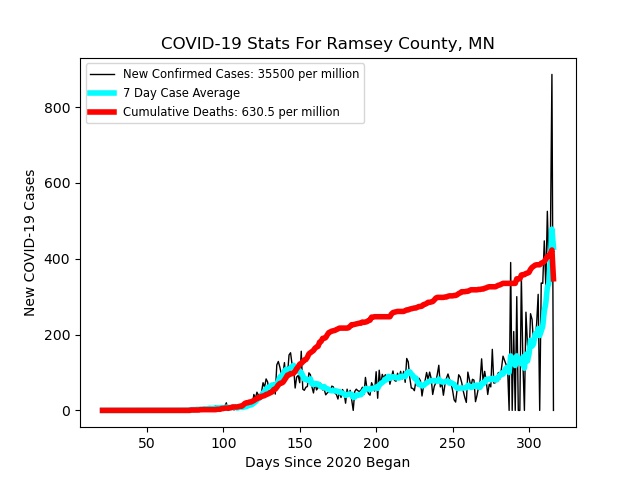 COVID-19 Stats For Ramsey County, MN
New Confirmed Cases: 35500 per million
7 Day Case Average
Cumulative Deaths: 630.5 per million
New COVID-19 Cases
800
600
400
200
0
50 100 150 200 250 300
Days Since 2020 Began